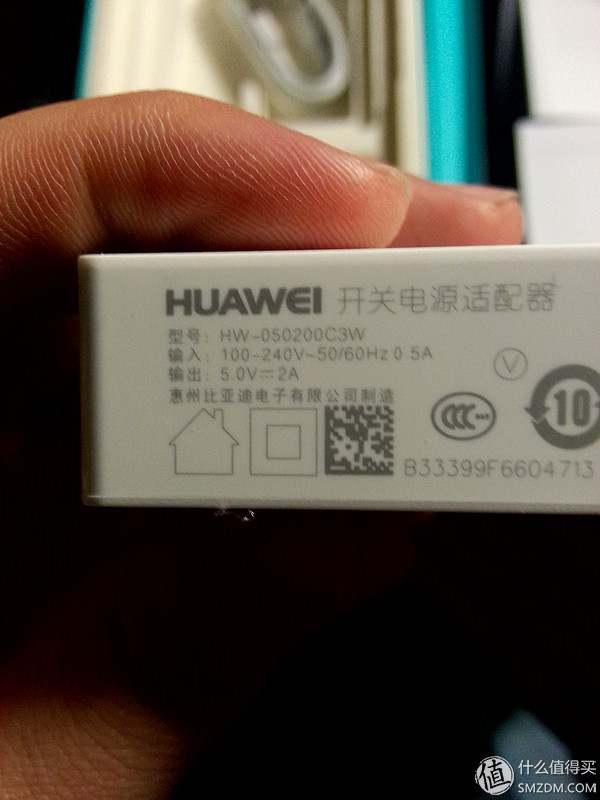 HUAWEI 开关电源适配器
型号: HW-050200C3W
输入: 100-240V~50/60Hz 0.5A
输出: 5.0V⎓2A
惠州比亚迪电子有限公司制造
V
CCC
10
B33399F6604713
值 什么值得买
SMZDM.COM